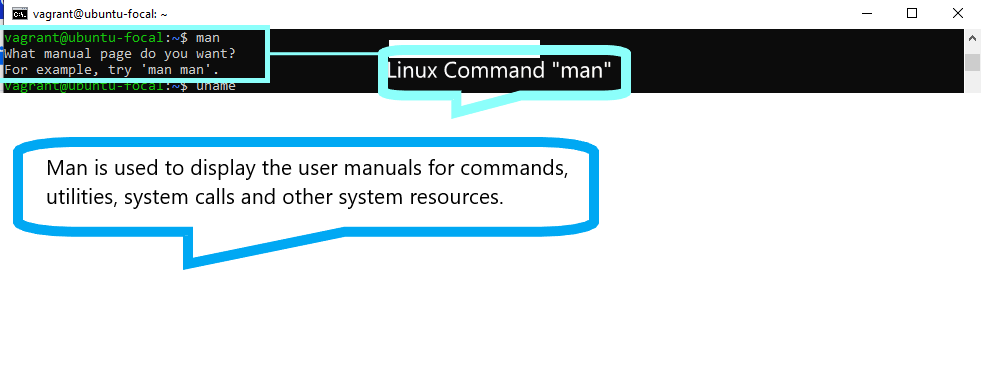 vagrant@ubuntu-focal: ~
vagrant@ubuntu-focal:~$ man
What manual page do you want?
For example, try 'man man'.
vagrant@ubuntu-focal:~$ uname
Linux Command "man"
Man is used to display the user manuals for commands,
utilities, system calls and other system resources.